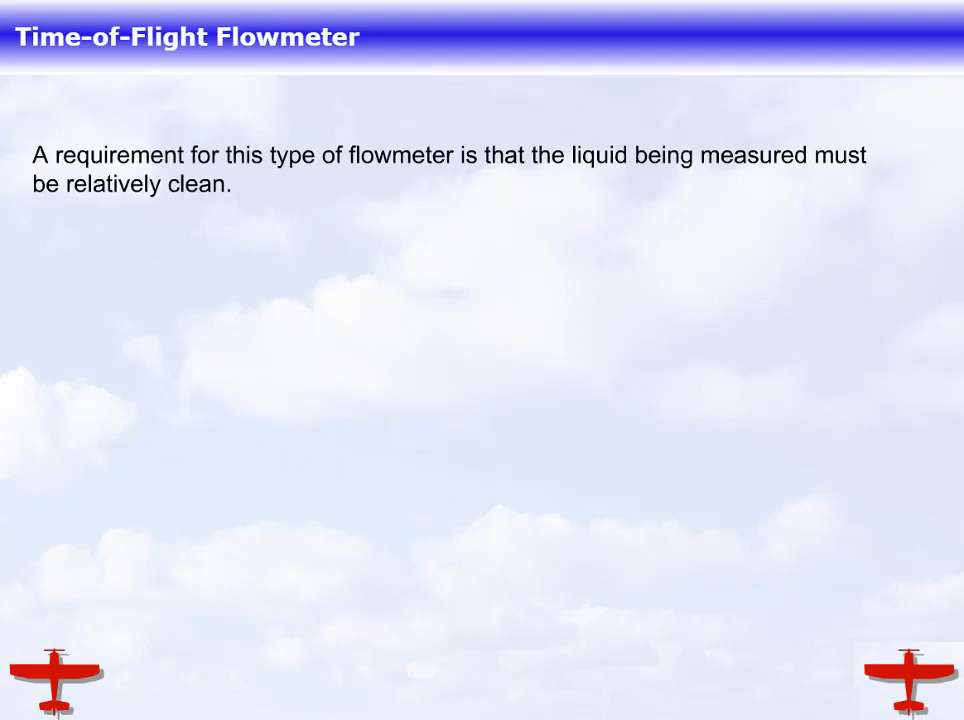 Time-of-Flight Flowmeter
A requirement for this type of flowmeter is that the liquid being measured must
be relatively clean.